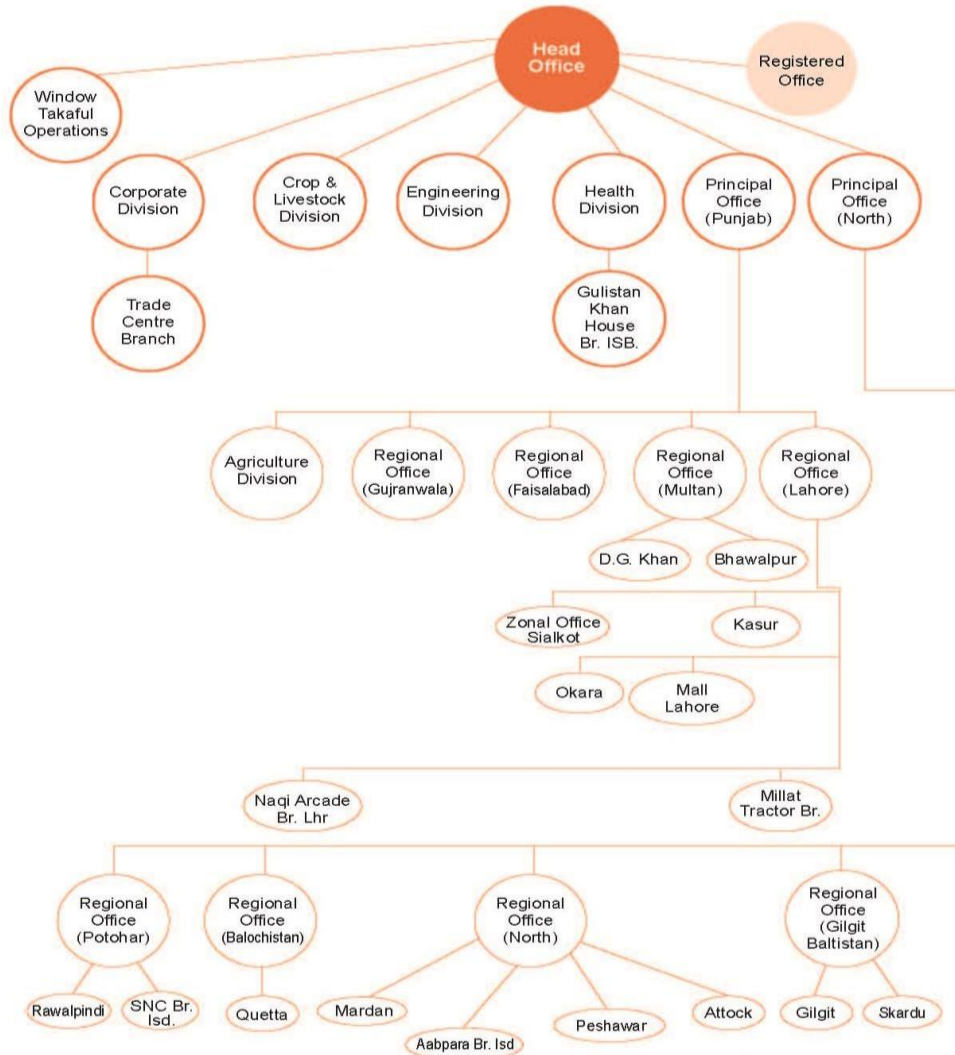 Head
Office
Registered
Office
Window
Takaful
Operations
Corporate
Division
Crop &
Livestock
Division
Engineering
Division
Health
Division
Principal
Office
(Punjab)
Principal
Office
(North)
Trade
Centre
Branch
Gulistan
Khan
House
Br. ISB.
Agriculture
Division
Regional
Office
(Gujranwala)
Regional
Office
(Faisalabad)
Regional
Office
(Multan)
Regional
Office
(Lahore)
D.G. Khan
Bhawalpur
Zonal Office
Sialkot
Kasur
Okara
Mall
Lahore
Naqi Arcade
Br. Lhr
Millat
Tractor Br.
Regional
Office
(Potohar)
Regional
Office
(Balochistan)
Regional
Office
(North)
Regional
Office
(Gilgit
Baltistan)
Rawalpindi
SNC Br.
Isd.
Quetta
Mardan
Aabpara Br. Isd
Peshawar
Attock
Gilgit
Skardu